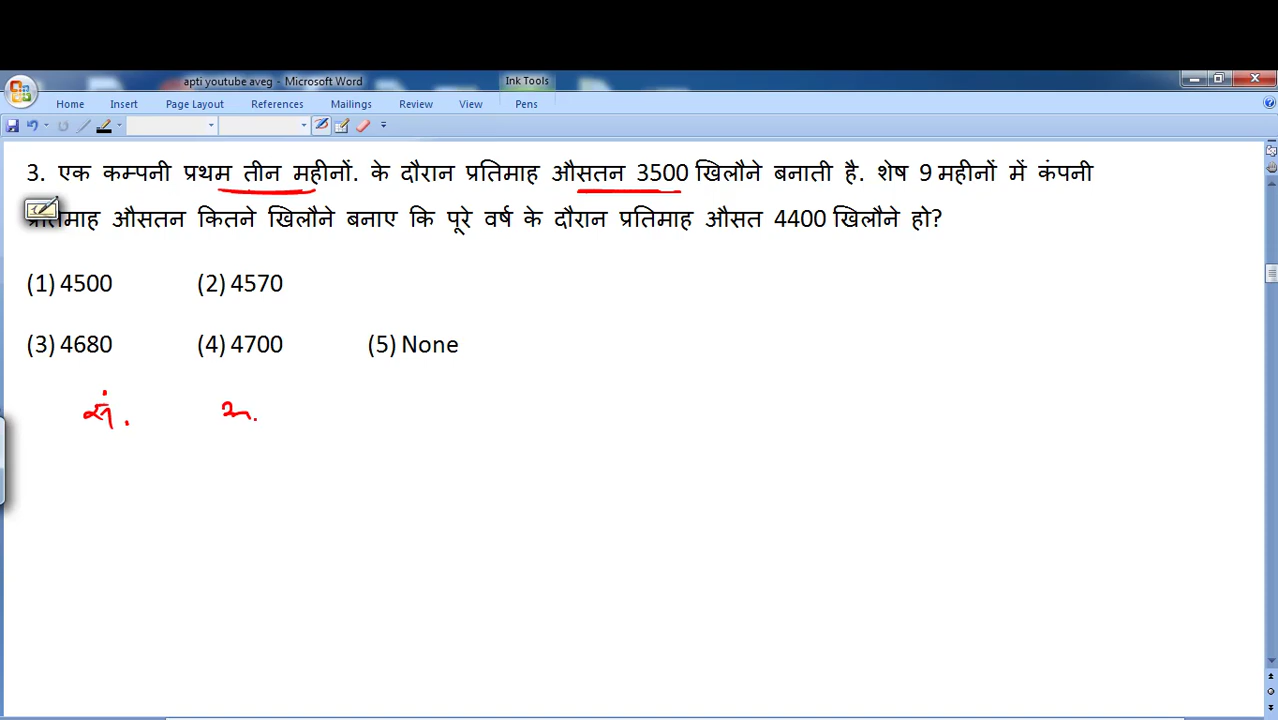 apti youtube aveg - Microsoft Word
Ink Tools
Home Insert Page Layout References Mailings Review View Pens
3. एक कम्पनी प्रथम तीन महीनों. के दौरान प्रतिमाह औसतन 3500 खिलौने बनाती है. शेष 9 महीनों में कंपनी
प्रतिमाह औसतन कितने खिलौने बनाए कि पूरे वर्ष के दौरान प्रतिमाह औसत 4400 खिलौने हो?
(1) 4500 (2) 4570
(3) 4680 (4) 4700 (5) None
सं.